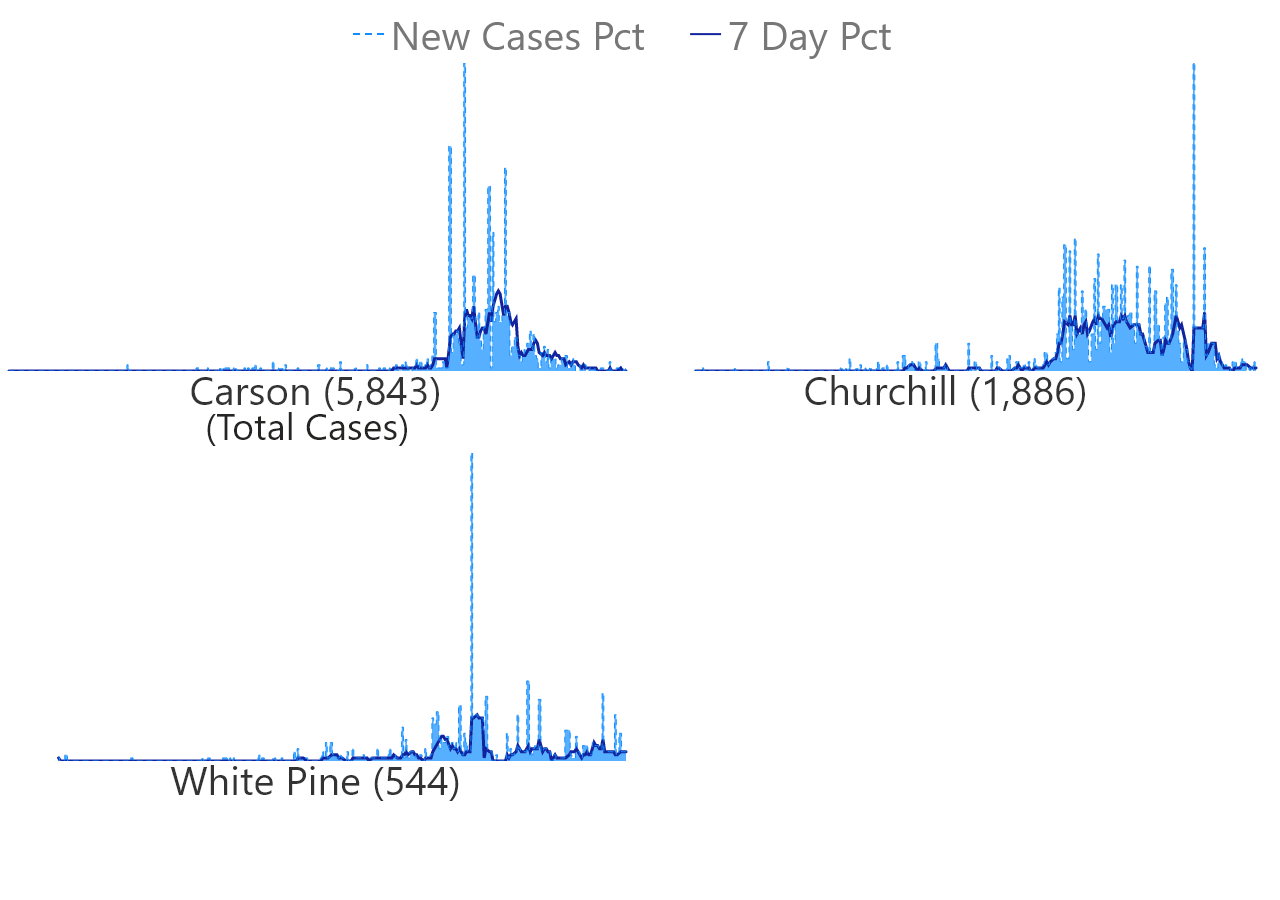 New Cases Pct 7 Day Pct
Carson (5,843)
(Total Cases)
Churchill (1,886)
White Pine (544)